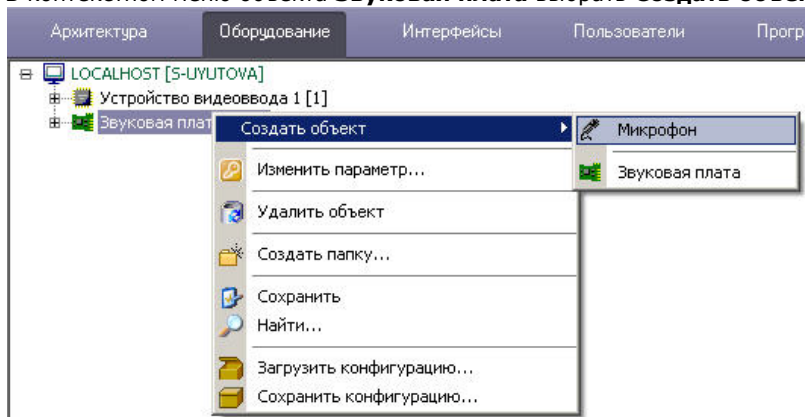 Архитектура Оборудование Интерфейсы Пользователи Прогр
LOCALHOST [S-UYUTOVA]
Устройство видеоввода 1 [1]
Звуковая плат
Создать объект
Микрофон
Изменить параметр...
Звуковая плата
Удалить объект
Создать папку...
Сохранить
Найти...
Загрузить конфигурацию...
Сохранить конфигурацию...